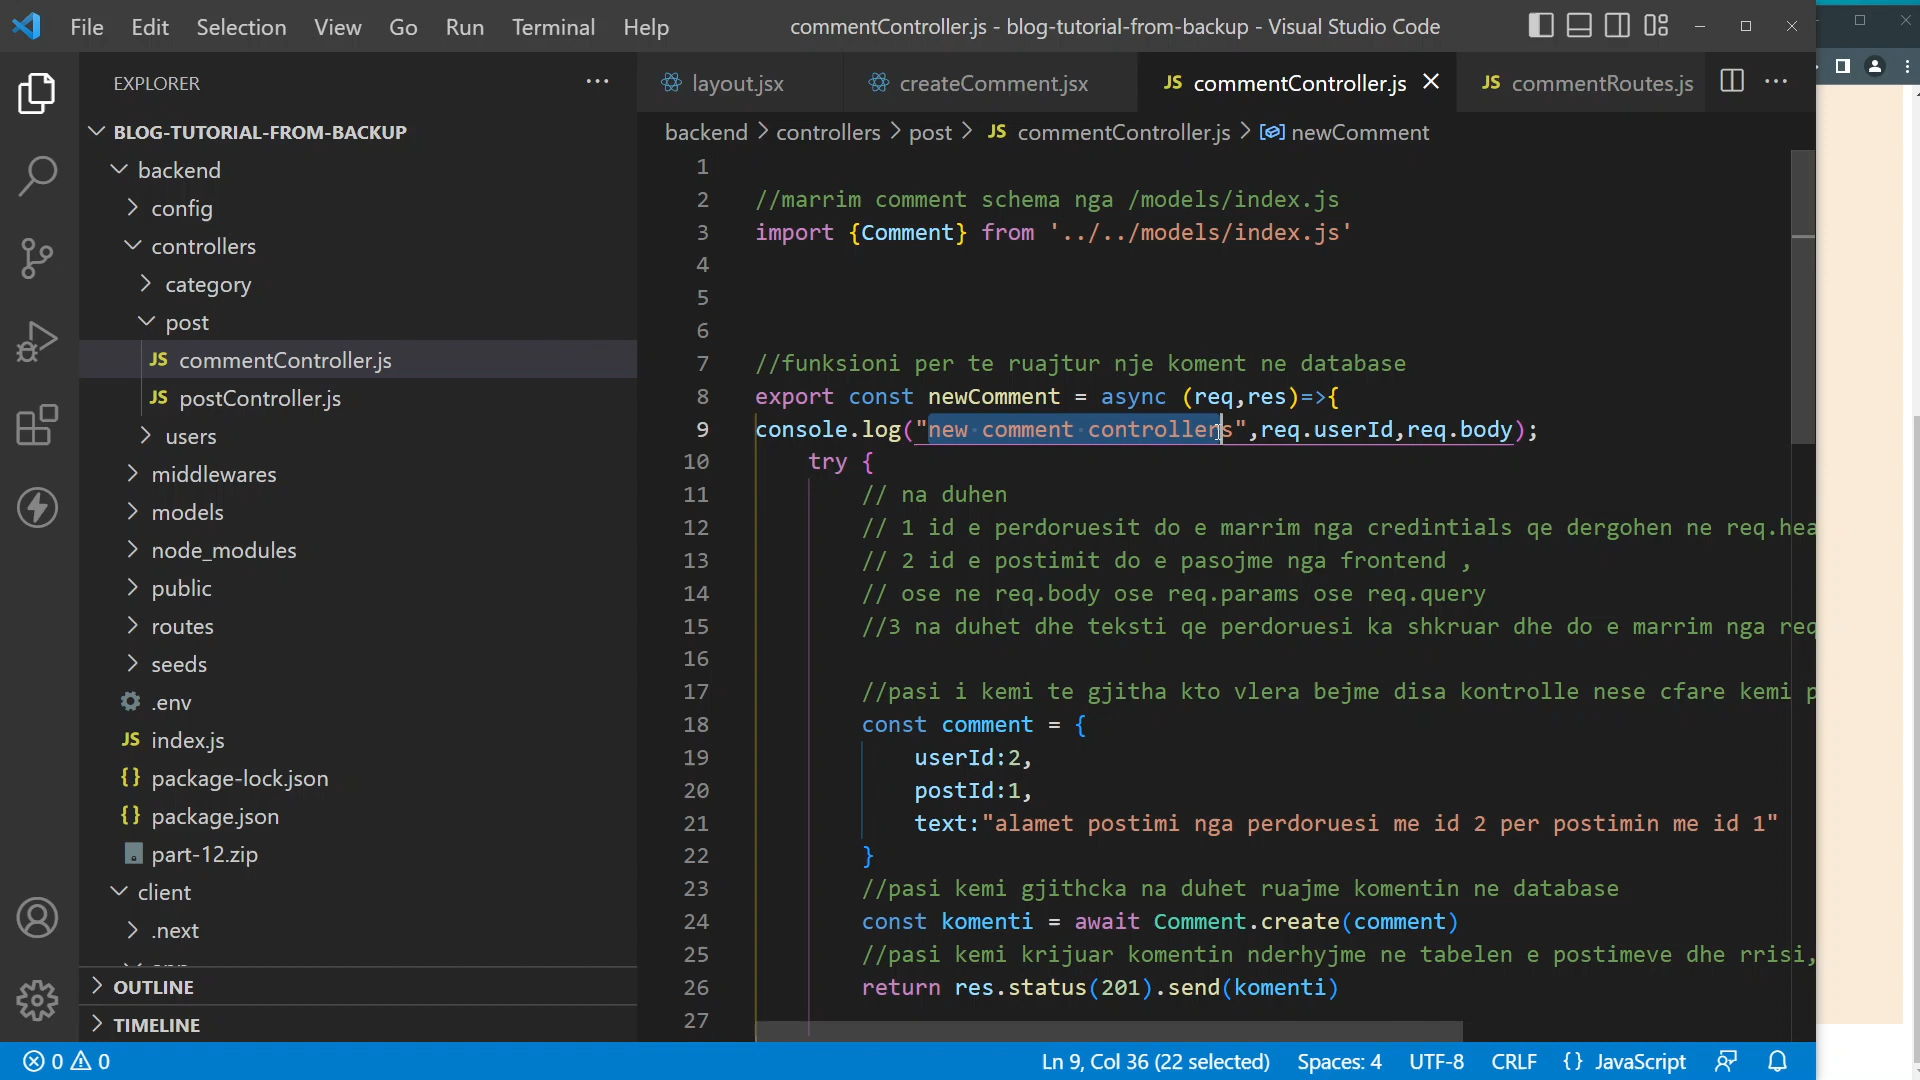 File Edit Selection View Go Run Terminal Help
commentController.js - blog-tutorial-from-backup - Visual Studio Code
EXPLORER
BLOG-TUTORIAL-FROM-BACKUP
backend
config
controllers
category
post
JS commentController.js
JS postController.js
users
middlewares
models
node_modules
public
routes
seeds
.env
JS index.js
{} package-lock.json
{} package.json
part-12.zip
client
.next
OUTLINE
TIMELINE
layout.jsx
createComment.jsx
JS commentController.js
JS commentRoutes.js
backend > controllers > post > JS commentController.js > newComment
1
2 //marrim comment schema nga /models/index.js
3 import {Comment} from '../../models/index.js'
4
5
6
7 //funksioni per te ruajtur nje koment ne database
8 export const newComment = async (req,res)=>{
9 console.log("new comment controllers",req.userId,req.body);
10 try {
11 // na duhen
12 // 1 id e perdoruesit do e marrim nga credintials qe dergohen ne req.hea
13 // 2 id e postimit do e pasojme nga frontend ,
14 // ose ne req.body ose req.params ose req.query
15 //3 na duhet dhe teksti qe perdoruesi ka shkruar dhe do e marrim nga req
16
17 //pasi i kemi te gjitha kto vlera bejme disa kontrolle nese cfare kemi p
18 const comment = {
19 userId:2,
20 postId:1,
21 text:"alamet postimi nga perdoruesi me id 2 per postimin me id 1"
22 }
23 //pasi kemi gjithcka na duhet ruajme komentin ne database
24 const komenti = await Comment.create(comment)
25 //pasi kemi krijuar komentin nderhyjme ne tabelen e postimeve dhe rrisi,
26 return res.status(201).send(komenti)
27
0 0
Ln 9, Col 36 (22 selected) Spaces: 4 UTF-8 CRLF {} JavaScript